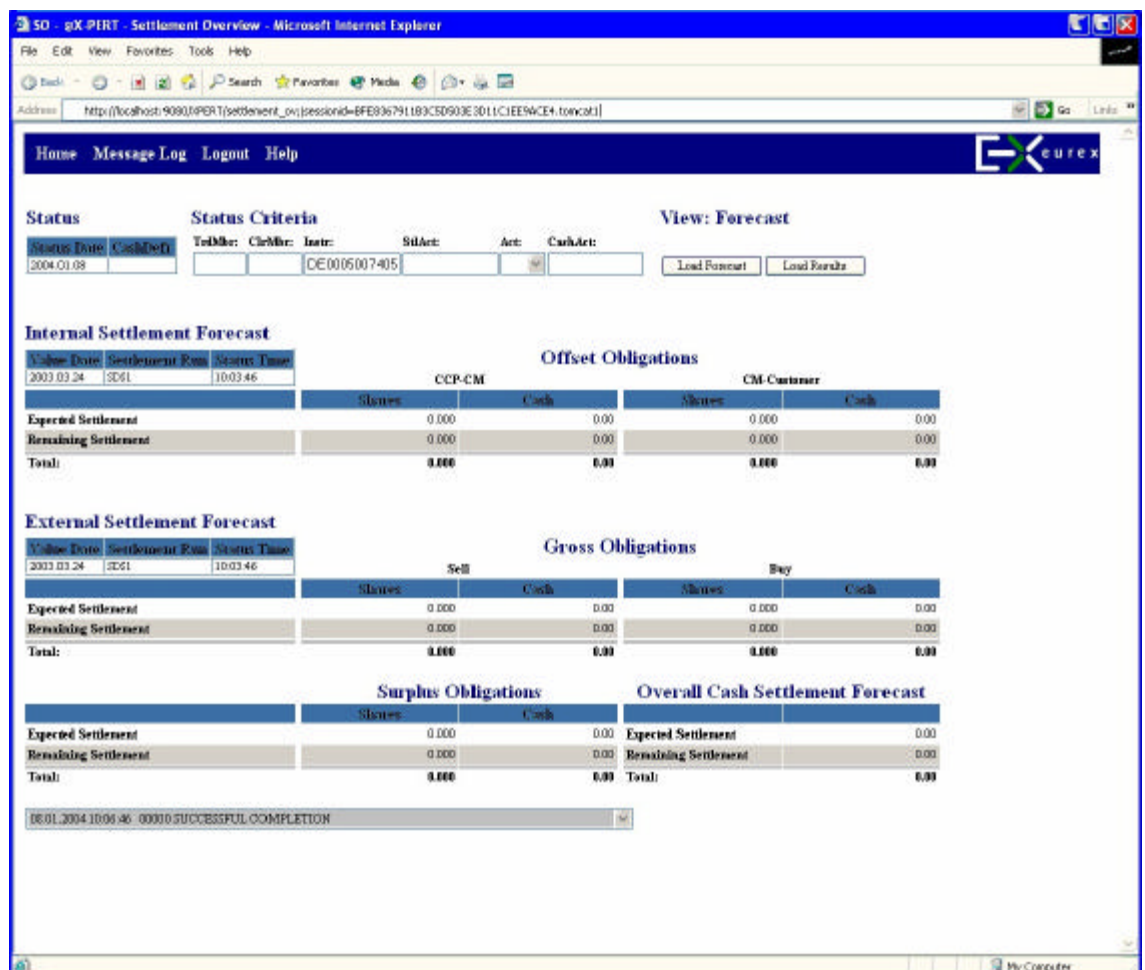 SO - @X-PERT - Settlement Overview - Microsoft Internet Explorer
File Edit View Favorites Tools Help
Back Search Favorites Media
Address Go Links
Home Message Log Logout Help eurex
Status Status Criteria View: Forecast
Status Date CashDeft TrdMbr: ClrMbr: Instr: StlAct: Act: CashAct:
2004.01.08 DE0005007405 Load Forecast Load Results
Internal Settlement Forecast
Value Date Settlement Run Status Time Offset Obligations
2003.03.24 SDS1 10:03:46 CCP-CM CM-Customer
Shares Cash Shares Cash
Expected Settlement 0.000 0.00 0.000 0.00
Remaining Settlement 0.000 0.00 0.000 0.00
Total: 0.000 0.00 0.000 0.00
External Settlement Forecast
Value Date Settlement Run Status Time Gross Obligations
2003.03.24 SDS1 10:03:46 Sell Buy
Shares Cash Shares Cash
Expected Settlement 0.000 0.00 0.000 0.00
Remaining Settlement 0.000 0.00 0.000 0.00
Total: 0.000 0.00 0.000 0.00
Surplus Obligations Overall Cash Settlement Forecast
Shares Cash
Expected Settlement 0.000 0.00 Expected Settlement 0.00
Remaining Settlement 0.000 0.00 Remaining Settlement 0.00
Total: 0.000 0.00 Total: 0.00
08.01.2004 10:06:46 00000 SUCCESSFUL COMPLETION
My Computer